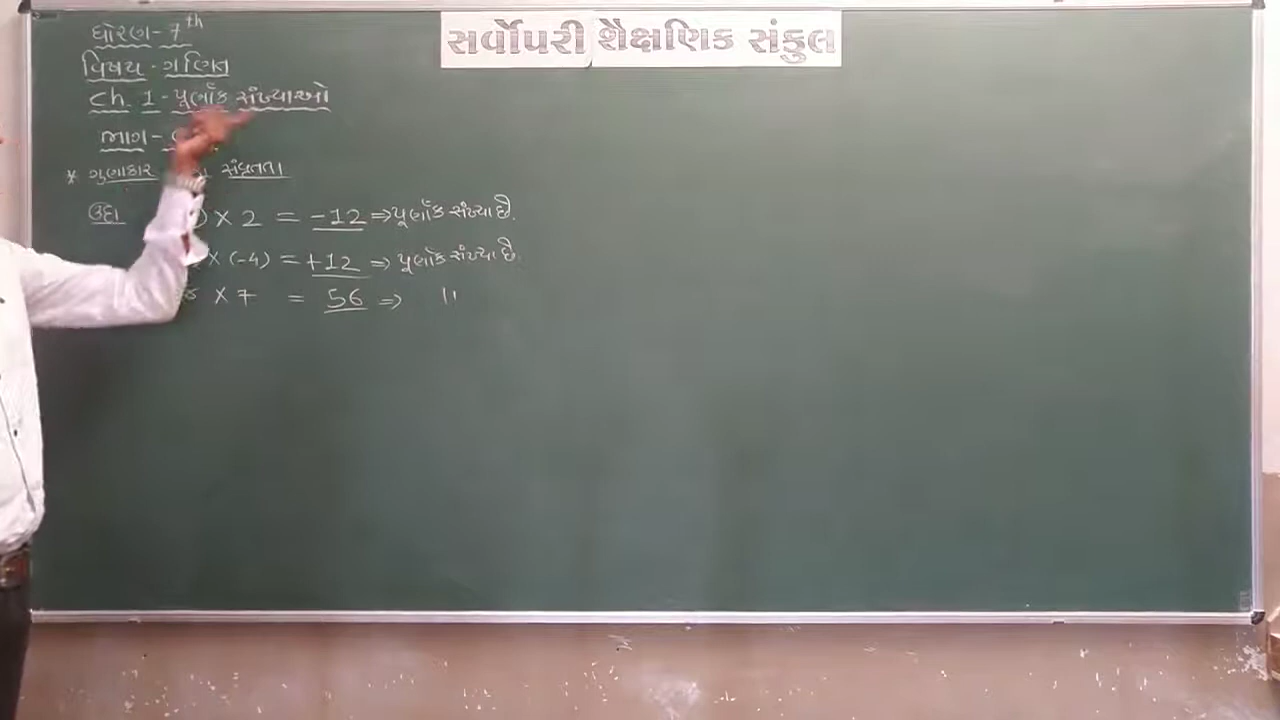 સર્વોપરી શૈક્ષણિક સંકુલ
ધોરણ - 7th
વિષય - ગણિત
Ch. 1 - પૂર્ણાંક સંખ્યાઓ
ભાગ -
* ગુણાકાર સંવૃતતા
ઉદા
) × 2 = -12 ⇒ પૂર્ણાંક સંખ્યા છે.
× (-4) = +12 ⇒ પૂર્ણાંક સંખ્યા છે.
× 7 = 56 ⇒ "